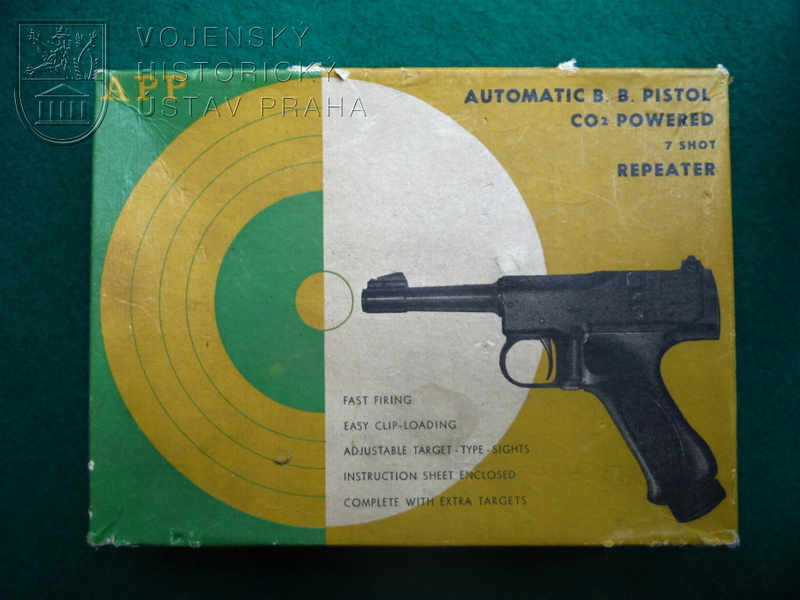 VOJENSKÝ
HISTORICKÝ
ÚSTAV PRAHA
APP
AUTOMATIC B. B. PISTOL
CO2 POWERED
7 SHOT
REPEATER
FAST FIRING
EASY CLIP-LOADING
ADJUSTABLE TARGET-TYPE-SIGHTS
INSTRUCTION SHEET ENCLOSED
COMPLETE WITH EXTRA TARGETS